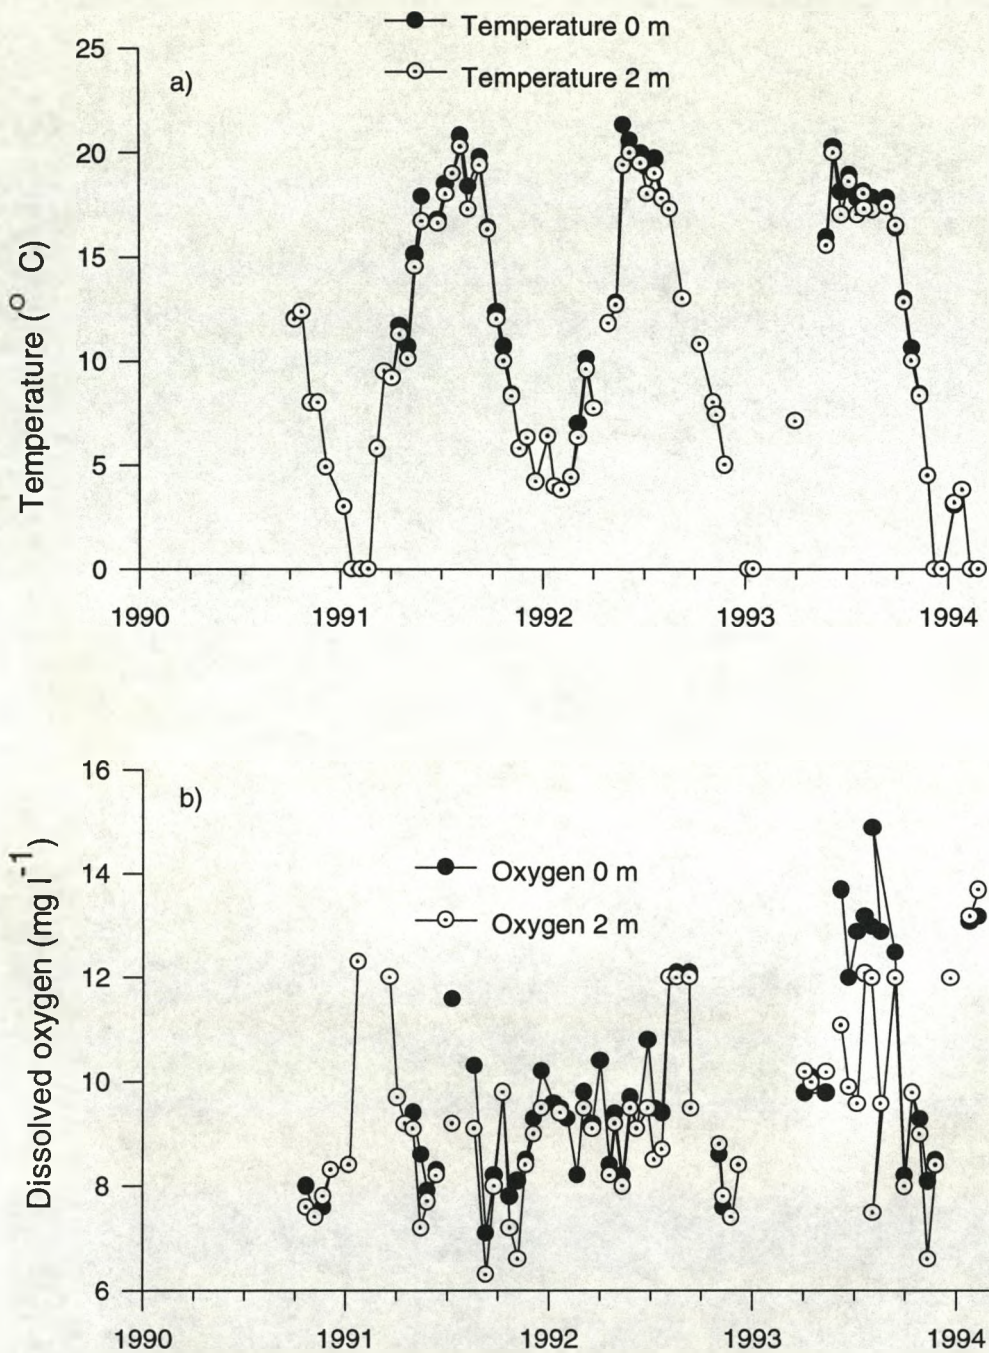 Temperature 0 m
Temperature 2 m
a)
25
20
15
10
5
0
Temperature (° C)
1990 1991 1992 1993 1994
16
14
12
10
8
6
b)
Oxygen 0 m
Oxygen 2 m
Dissolved oxygen (mg l⁻¹)
1990 1991 1992 1993 1994